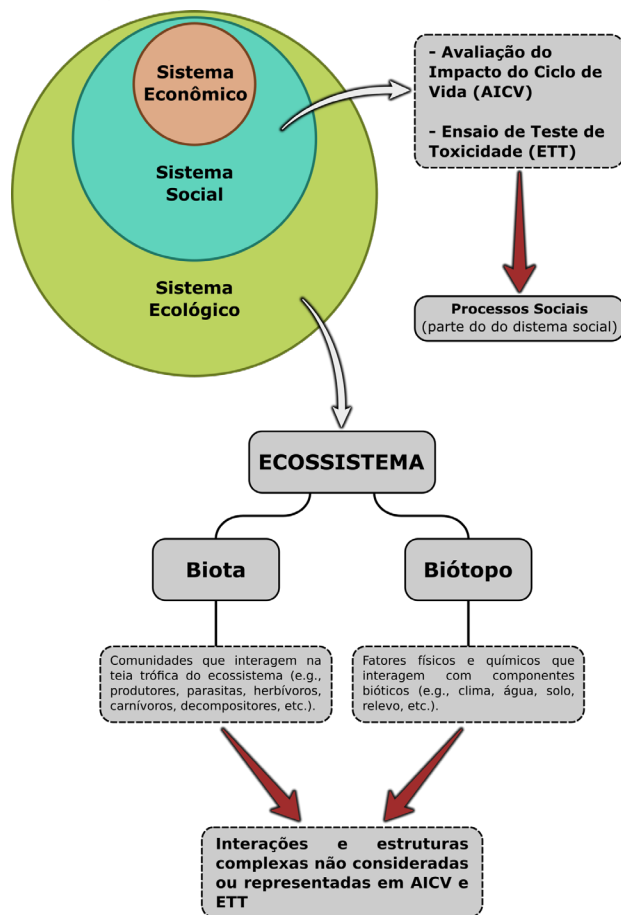 Sistema
Econômico
Sistema
Social
Sistema
Ecológico
- Avaliação do
Impacto do Ciclo de
Vida (AICV)
- Ensaio de Teste de
Toxicidade (ETT)
Processos Sociais
(parte do do distema social)
ECOSSISTEMA
Biota
Biótopo
Comunidades que interagem na
teia trófica do ecossistema (e.g.,
produtores, parasitas, herbívoros,
carnívoros, decompositores, etc.).
Fatores físicos e químicos que
interagem com componentes
bióticos (e.g., clima, água, solo,
relevo, etc.).
Interações e estruturas
complexas não consideradas
ou representadas em AICV e
ETT